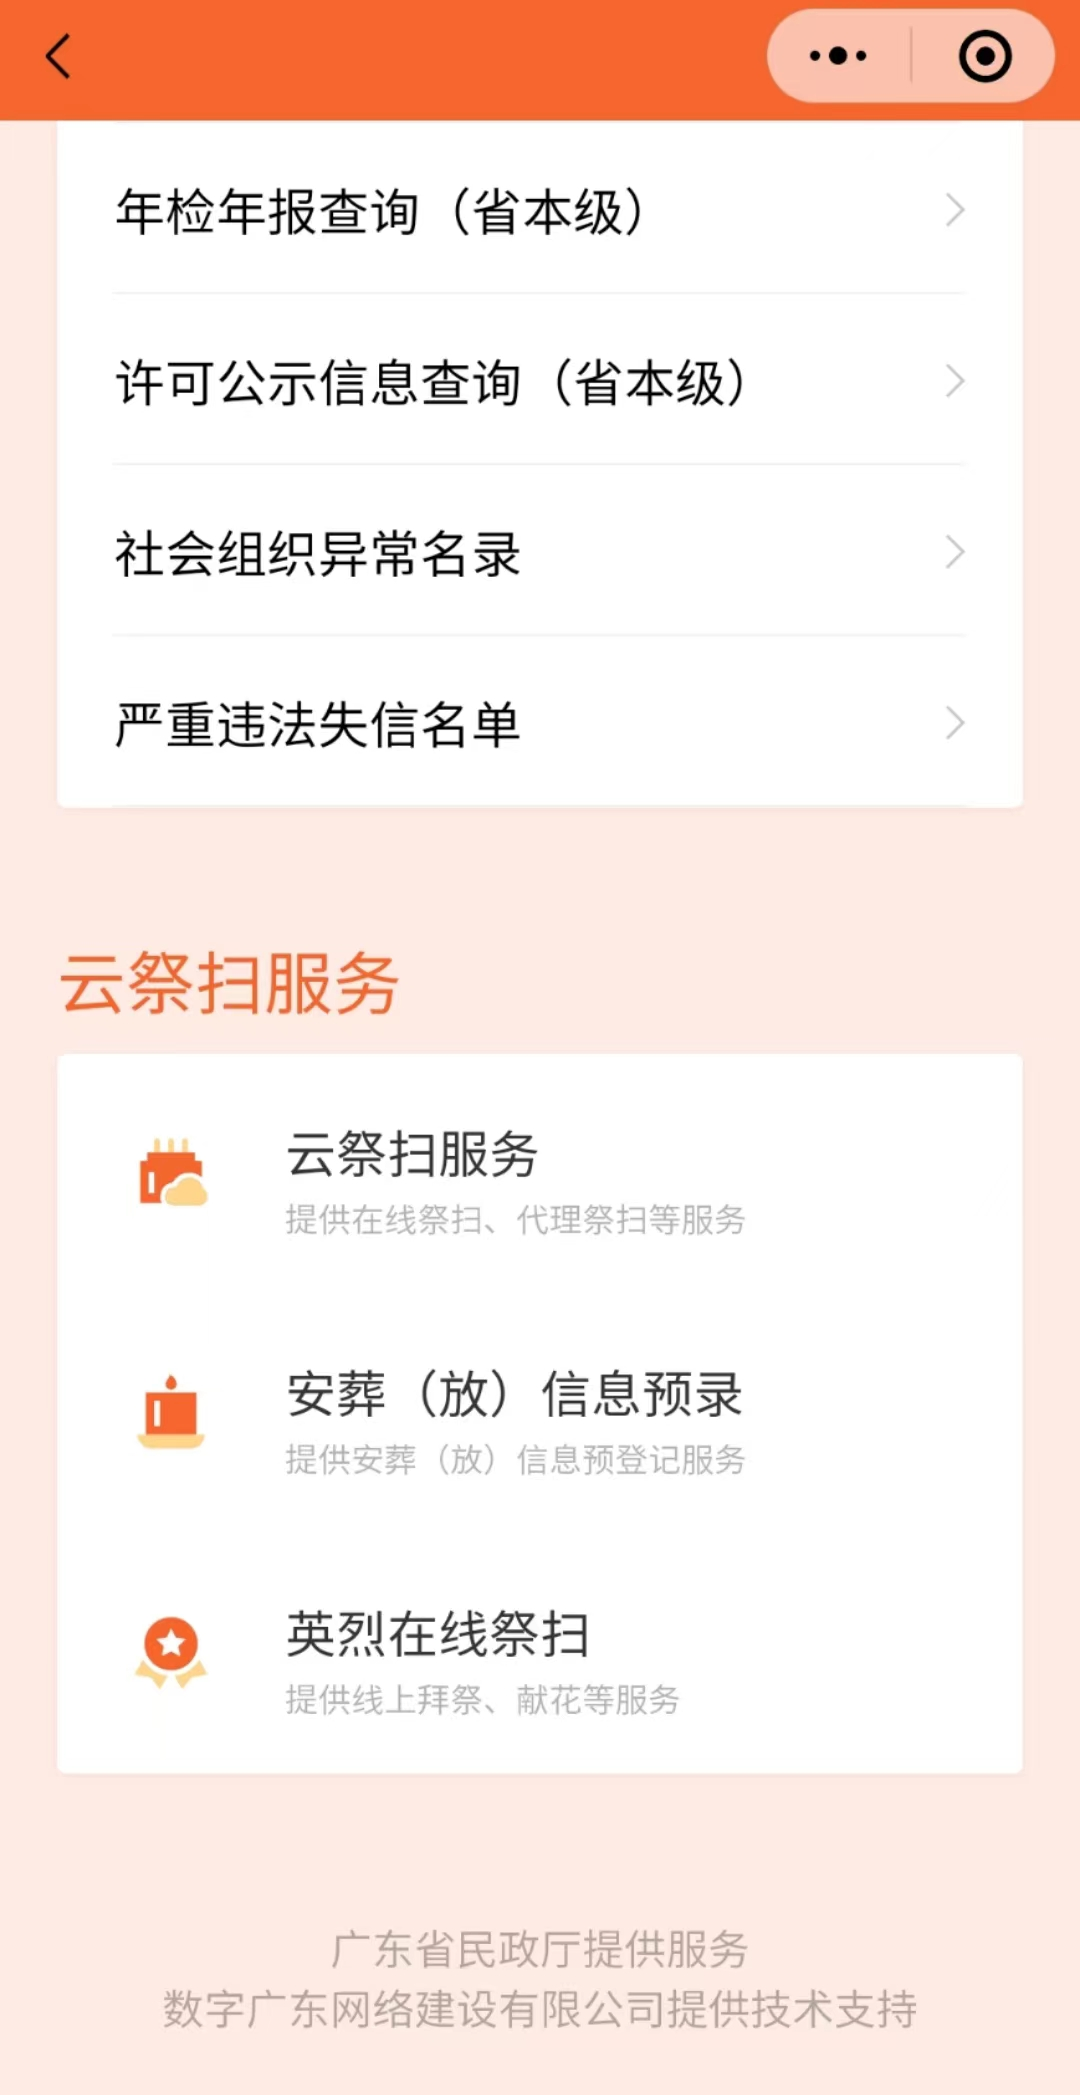 年检年报查询（省本级）
许可公示信息查询（省本级）
社会组织异常名录
严重违法失信名单
云祭扫服务
云祭扫服务
提供在线祭扫、代理祭扫等服务
安葬（放）信息预录
提供安葬（放）信息预登记服务
英烈在线祭扫
提供线上拜祭、献花等服务
广东省民政厅提供服务
数字广东网络建设有限公司提供技术支持